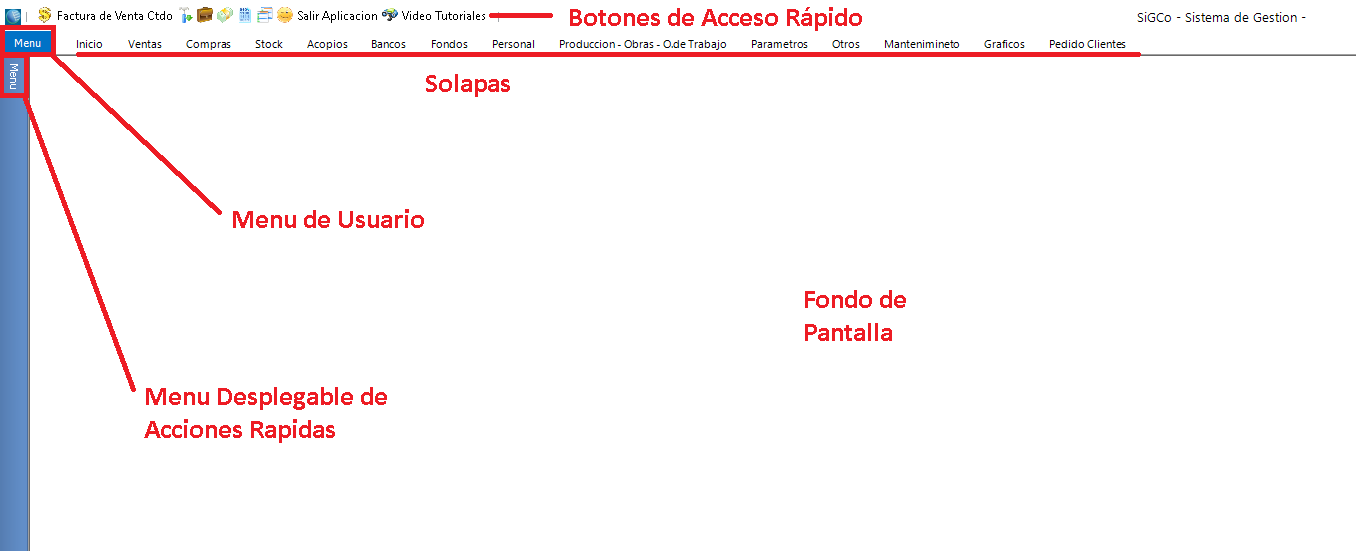 Factura de Venta Ctdo Salir Aplicacion Video Tutoriales Botones de Acceso Rápido SiGCo - Sistema de Gestion -
Menu Inicio Ventas Compras Stock Acopios Bancos Fondos Personal Produccion - Obras - O.de Trabajo Parametros Otros Mantenimineto Graficos Pedido Clientes
Menu
Solapas
Menu de Usuario
Fondo de
Pantalla
Menu Desplegable de
Acciones Rapidas